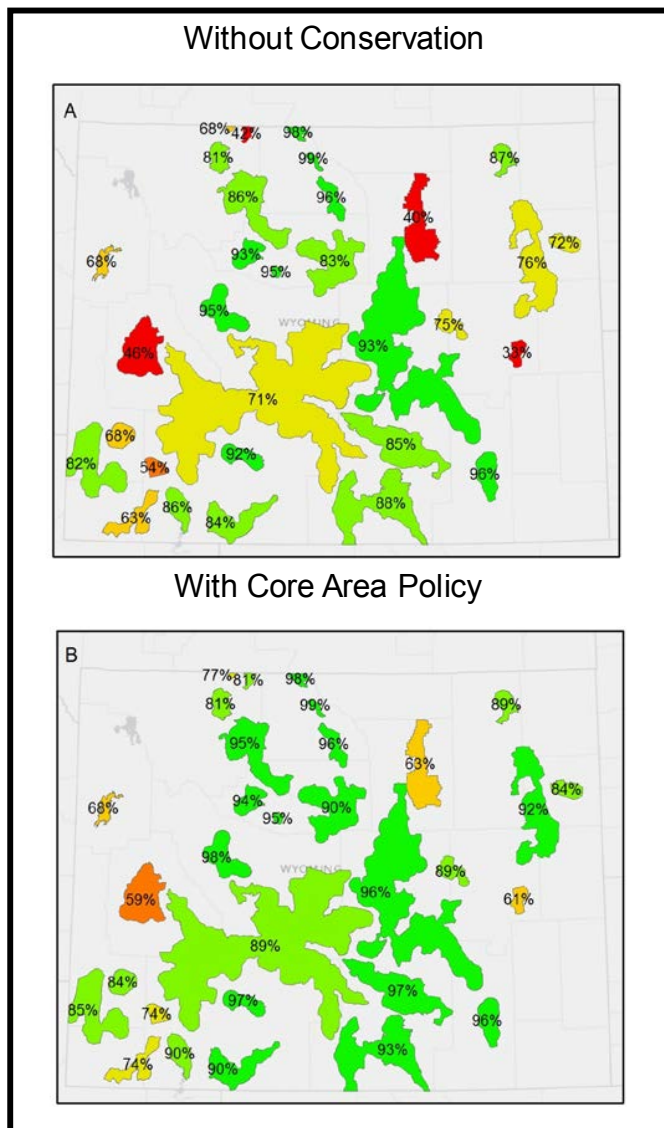 Without Conservation
A
68% 42% 98%
81% 99% 87%
86% 96%
40%
72%
68% 93% 83% 76%
95%
95%
WYOMING 75%
46% 93% 33%
71%
68%
82% 54% 92% 85%
96%
63% 86% 84% 88%
With Core Area Policy
B
77% 81% 98%
81% 99% 89%
95% 96%
63%
84%
68% 94% 90% 92%
95%
98%
WYOMING 89%
59% 96% 61%
89%
84%
85% 74% 97% 97%
96%
74% 90% 90% 93%